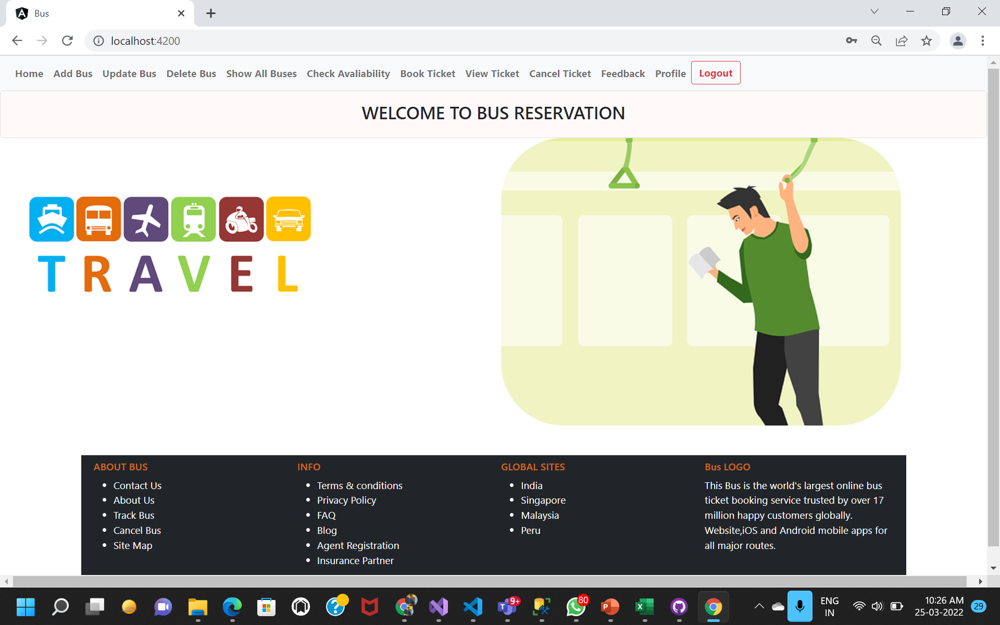 Bus
localhost:4200
Home Add Bus Update Bus Delete Bus Show All Buses Check Avaliability Book Ticket View Ticket Cancel Ticket Feedback Profile Logout
WELCOME TO BUS RESERVATION
T R A V E L
ABOUT BUS
Contact Us
About Us
Track Bus
Cancel Bus
Site Map
INFO
Terms & conditions
Privacy Policy
FAQ
Blog
Agent Registration
Insurance Partner
GLOBAL SITES
India
Singapore
Malaysia
Peru
Bus LOGO
This Bus is the world's largest online bus
ticket booking service trusted by over 17
million happy customers globally.
Website,iOS and Android mobile apps for
all major routes.
9+
80
ENG
IN
10:26 AM
25-03-2022
29